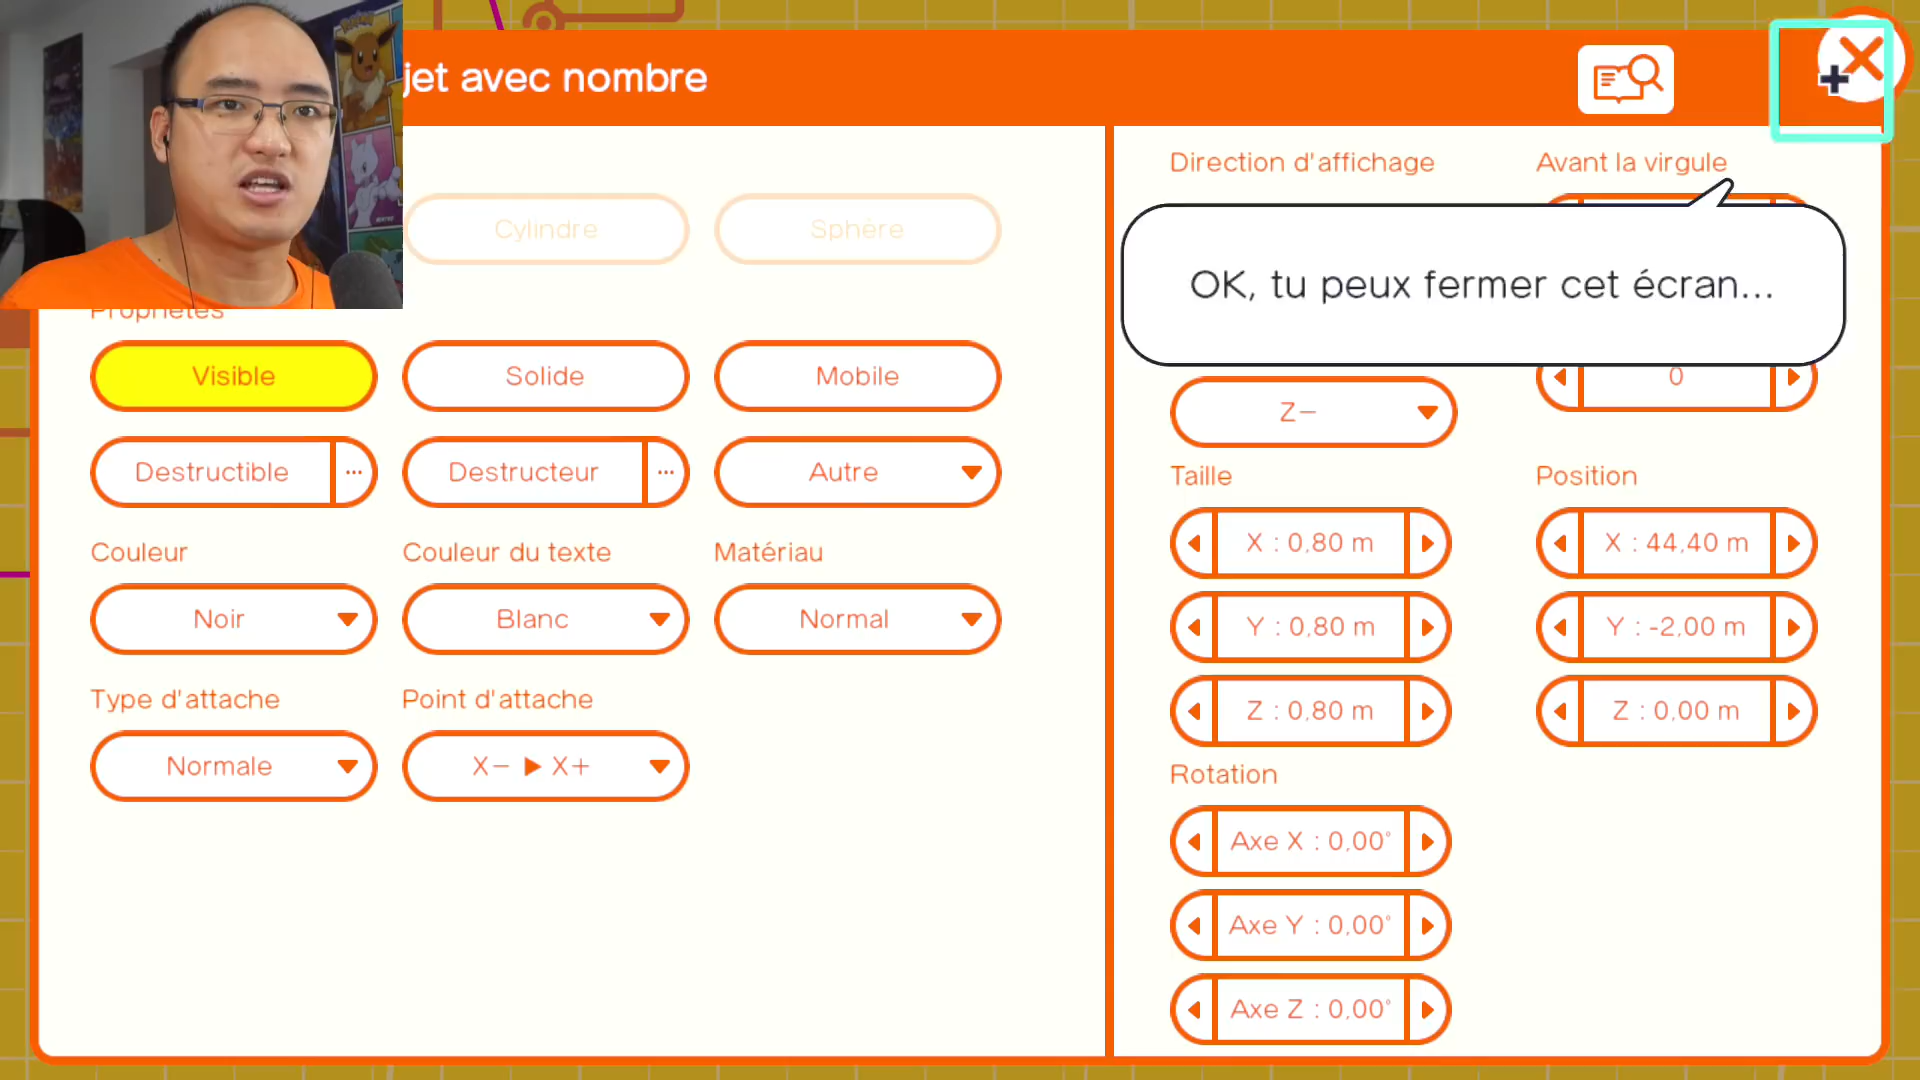 jet avec nombre
Cylindre
Sphère
Propriétés
Visible
Solide
Mobile
Destructible
...
Destructeur
...
Autre
Couleur
Couleur du texte
Matériau
Noir
Blanc
Normal
Type d'attache
Point d'attache
Normale
X- ▶ X+
Direction d'affichage
Avant la virgule
OK, tu peux fermer cet écran...
0
Z-
Taille
Position
X : 0,80 m
X : 44,40 m
Y : 0,80 m
Y : -2,00 m
Z : 0,80 m
Z : 0,00 m
Rotation
Axe X : 0,00°
Axe Y : 0,00°
Axe Z : 0,00°